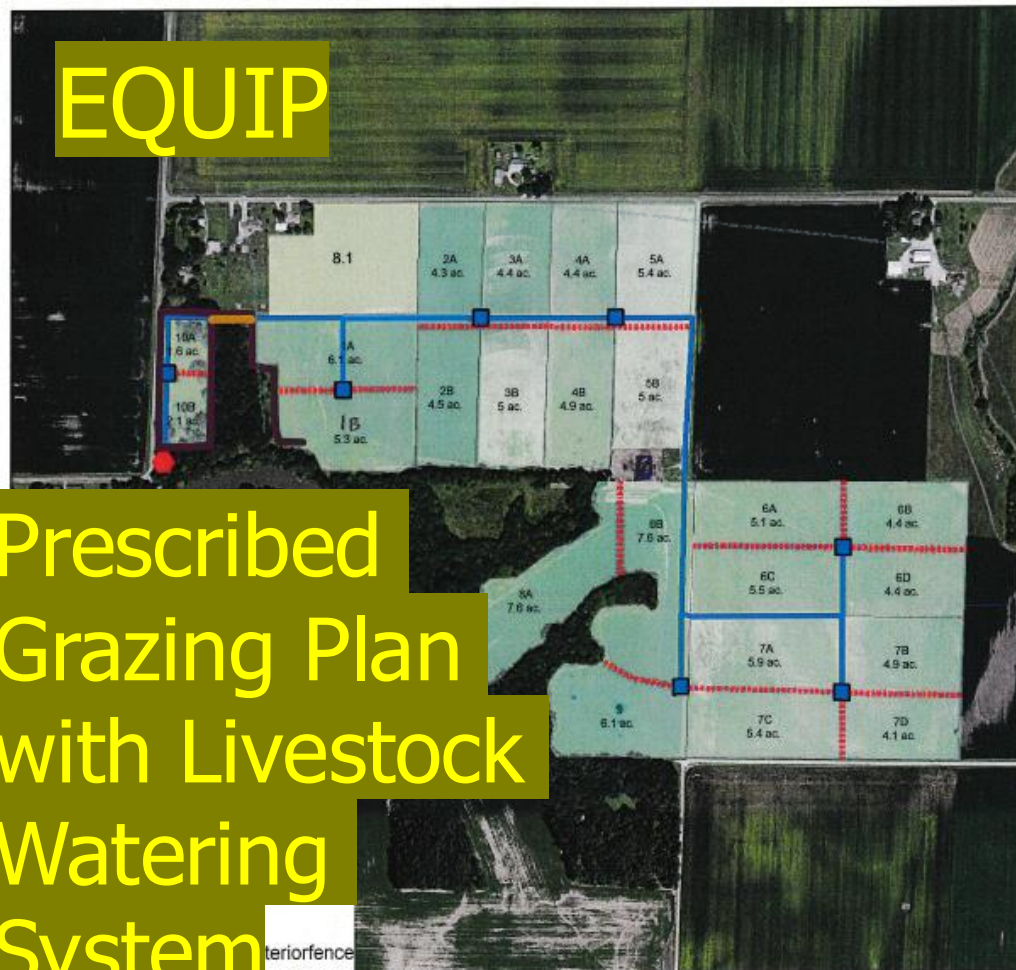 EQUIP
8.1
2A
4.3 ac.
3A
4.4 ac.
4A
4.4 ac.
5A
5.4 ac.
10A
1.6 ac.
1A
6.1 ac.
10B
2.1 ac.
1B
5.3 ac.
2B
4.5 ac.
3B
5 ac.
4B
4.9 ac.
5B
5 ac.
6A
5.1 ac.
6B
4.4 ac.
8B
7.6 ac.
8A
7.6 ac.
6C
5.5 ac.
6D
4.4 ac.
7A
5.9 ac.
7B
4.9 ac.
9
6.1 ac.
7C
5.4 ac.
7D
4.1 ac.
Prescribed
Grazing Plan
with Livestock
Watering
System
teriorfence